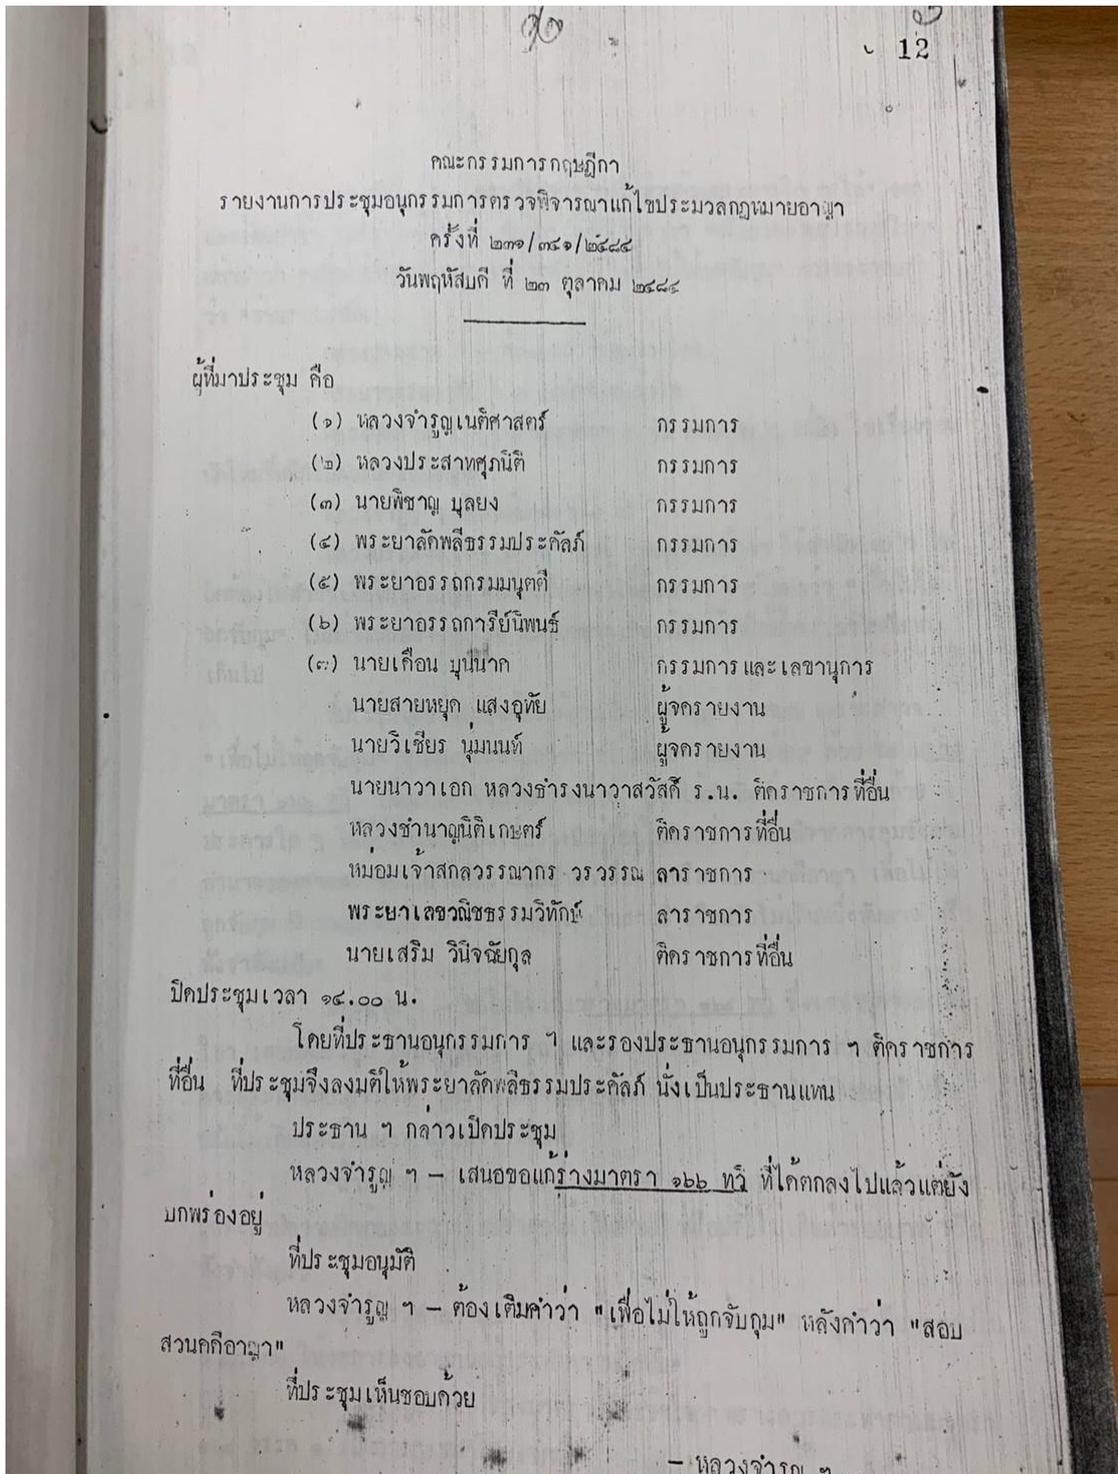 12
คณะกรรมการกฤษฎีกา
รายงานการประชุมอนุกรรมการตรวจพิจารณาแก้ไขประมวลกฎหมายอาญา
ครั้งที่ ๒๓๑/๓๔๑/๒๔๘๔
วันพฤหัสบดี ที่ ๒๓ ตุลาคม ๒๔๘๔
ผู้ที่มาประชุม คือ
(๑) หลวงจำรูญเนติศาสตร์ กรรมการ
(๒) หลวงประสาทศุภนิติ กรรมการ
(๓) นายพิชาญ บุลยง กรรมการ
(๔) พระยาลัดพลีธรรมประคัลภ์ กรรมการ
(๕) พระยาอรรถกรมมนุตตี กรรมการ
(๖) พระยาอรรถการีย์นิพนธ์ กรรมการ
(๗) นายเดือน บุนนาค กรรมการและเลขานุการ
นายสายหยุด แสงอุทัย ผู้จดรายงาน
นายวิเชียร นุ่มนนท์ ผู้จดรายงาน
นายนาวาเอก หลวงธำรงนาวาสวัสดิ์ ร.น. ติดราชการที่อื่น
หลวงชำนาญนิติเกษตร์ ติดราชการที่อื่น
หม่อมเจ้าสกลวรรณากร วรวรรณ ลาราชการ
พระยาเลขวณิชธรรมวิทักษ์ ลาราชการ
นายเสริม วินิจฉัยกุล ติดราชการที่อื่น
ปิดประชุมเวลา ๑๔.๐๐ น.
โดยที่ประธานอนุกรรมการ ฯ และรองประธานอนุกรรมการ ฯ ติดราชการ
ที่อื่น ที่ประชุมจึงลงมติให้พระยาลัดพลีธรรมประคัลภ์ นั่งเป็นประธานแทน
ประธาน ฯ กล่าวเปิดประชุม
หลวงจำรูญ ฯ – เสนอขอแก้ร่างมาตรา ๑๖๖ ทวิ ที่ได้ตกลงไปแล้วแต่ยัง
บกพร่องอยู่
ที่ประชุมอนุมัติ
หลวงจำรูญ ฯ – ต้องเติมคำว่า "เพื่อไม่ให้ถูกจับกุม" หลังคำว่า "สอบ
สวนคดีอาญา"
ที่ประชุมเห็นชอบด้วย
– หลวงจำรูญ ฯ